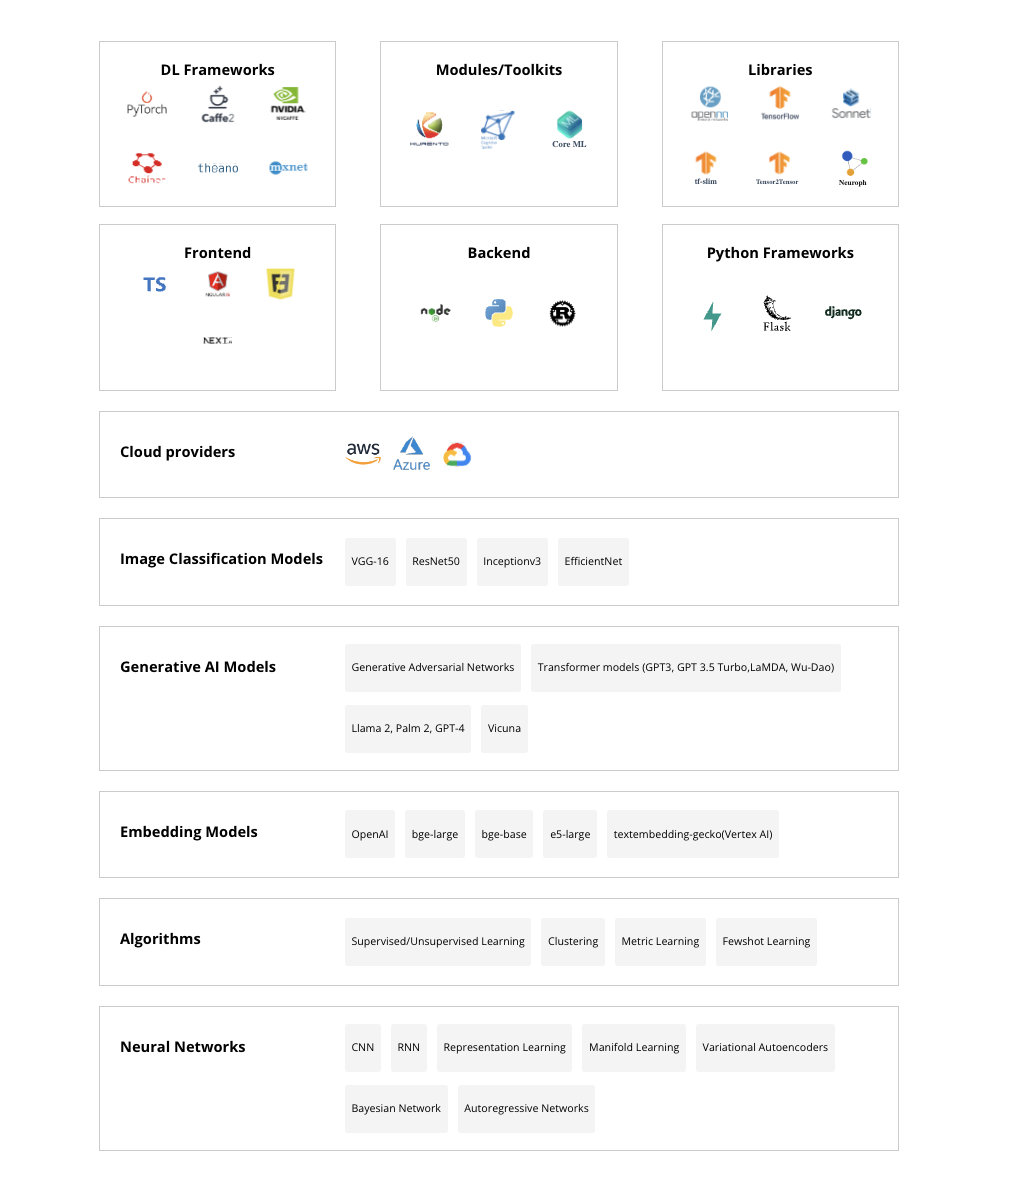 DL Frameworks
PyTorch
Caffe2
NVIDIA
Chainer
theano
mxnet
Modules/Toolkits
KURENTO
Core ML
Libraries
OPENNN
TensorFlow
Sonnet
tf-slim
Tensor2Tensor
Neuroph
Frontend
TS
NEXT
Backend
node
R
Python Frameworks
Flask
django
Cloud providers
aws
Azure
Image Classification Models
VGG-16
ResNet50
Inceptionv3
EfficientNet
Generative AI Models
Generative Adversarial Networks
Transformer models (GPT3, GPT 3.5 Turbo,LaMDA, Wu-Dao)
Llama 2, Palm 2, GPT-4
Vicuna
Embedding Models
OpenAI
bge-large
bge-base
e5-large
textembedding-gecko(Vertex AI)
Algorithms
Supervised/Unsupervised Learning
Clustering
Metric Learning
Fewshot Learning
Neural Networks
CNN
RNN
Representation Learning
Manifold Learning
Variational Autoencoders
Bayesian Network
Autoregressive Networks